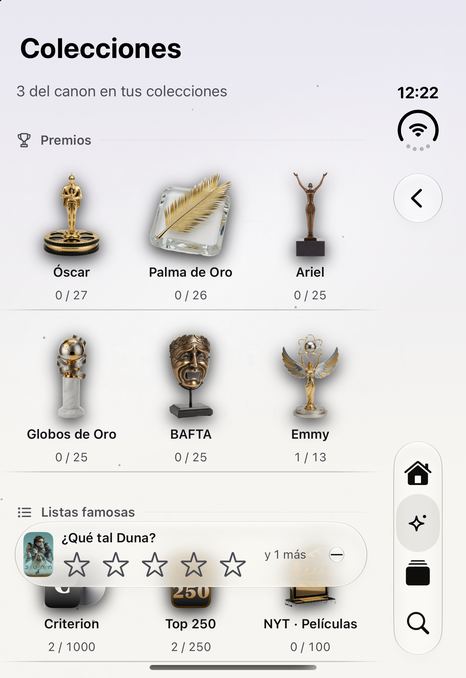 Colecciones
3 del canon en tus colecciones
12:22
Premios
Óscar
Palma de Oro
Ariel
0 / 27
0 / 26
0 / 25
Globos de Oro
BAFTA
Emmy
0 / 25
0 / 25
1 / 13
Listas famosas
¿Qué tal Duna?
y 1 más
250
Criterion
Top 250
NYT · Películas
2 / 1000
2 / 250
0 / 100